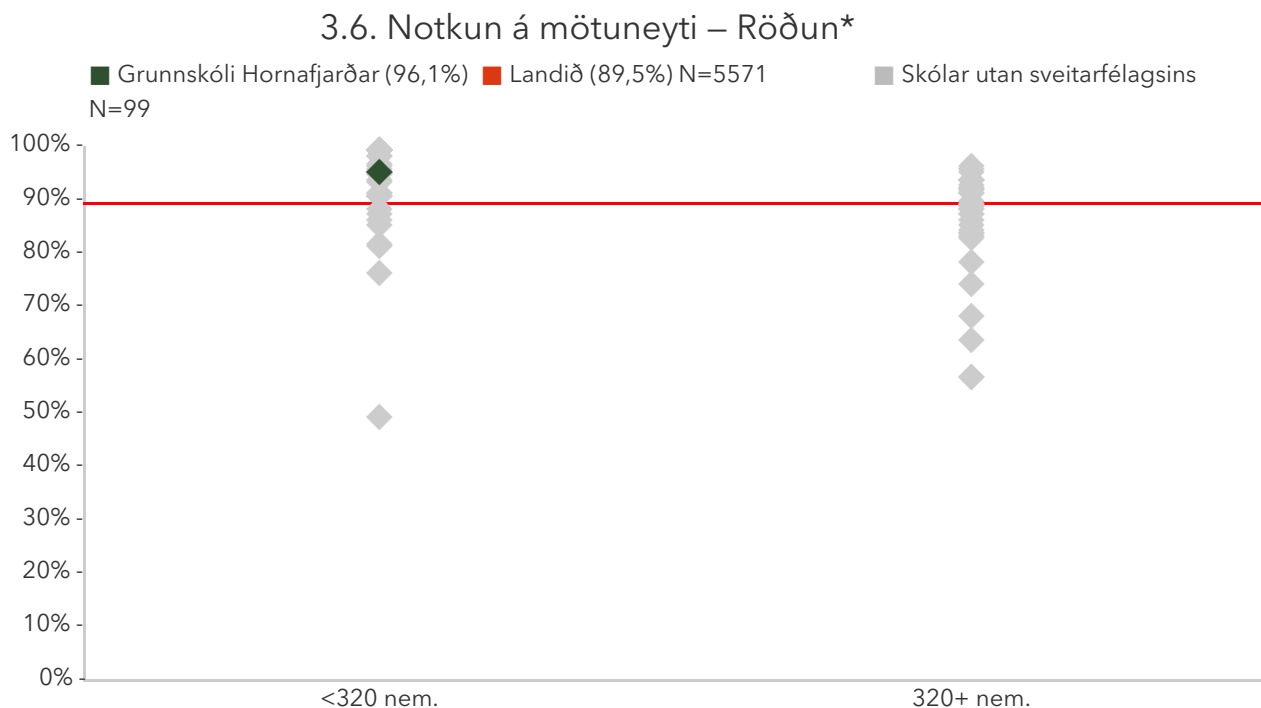 3.6. Notkun á mötuneyti – Röðun*
Grunnskóli Hornafjarðar (96,1%) Landið (89,5%) N=5571 Skólar utan sveitarfélagsins
N=99
100%
90%
80%
70%
60%
50%
40%
30%
20%
10%
0%
<320 nem. 320+ nem.